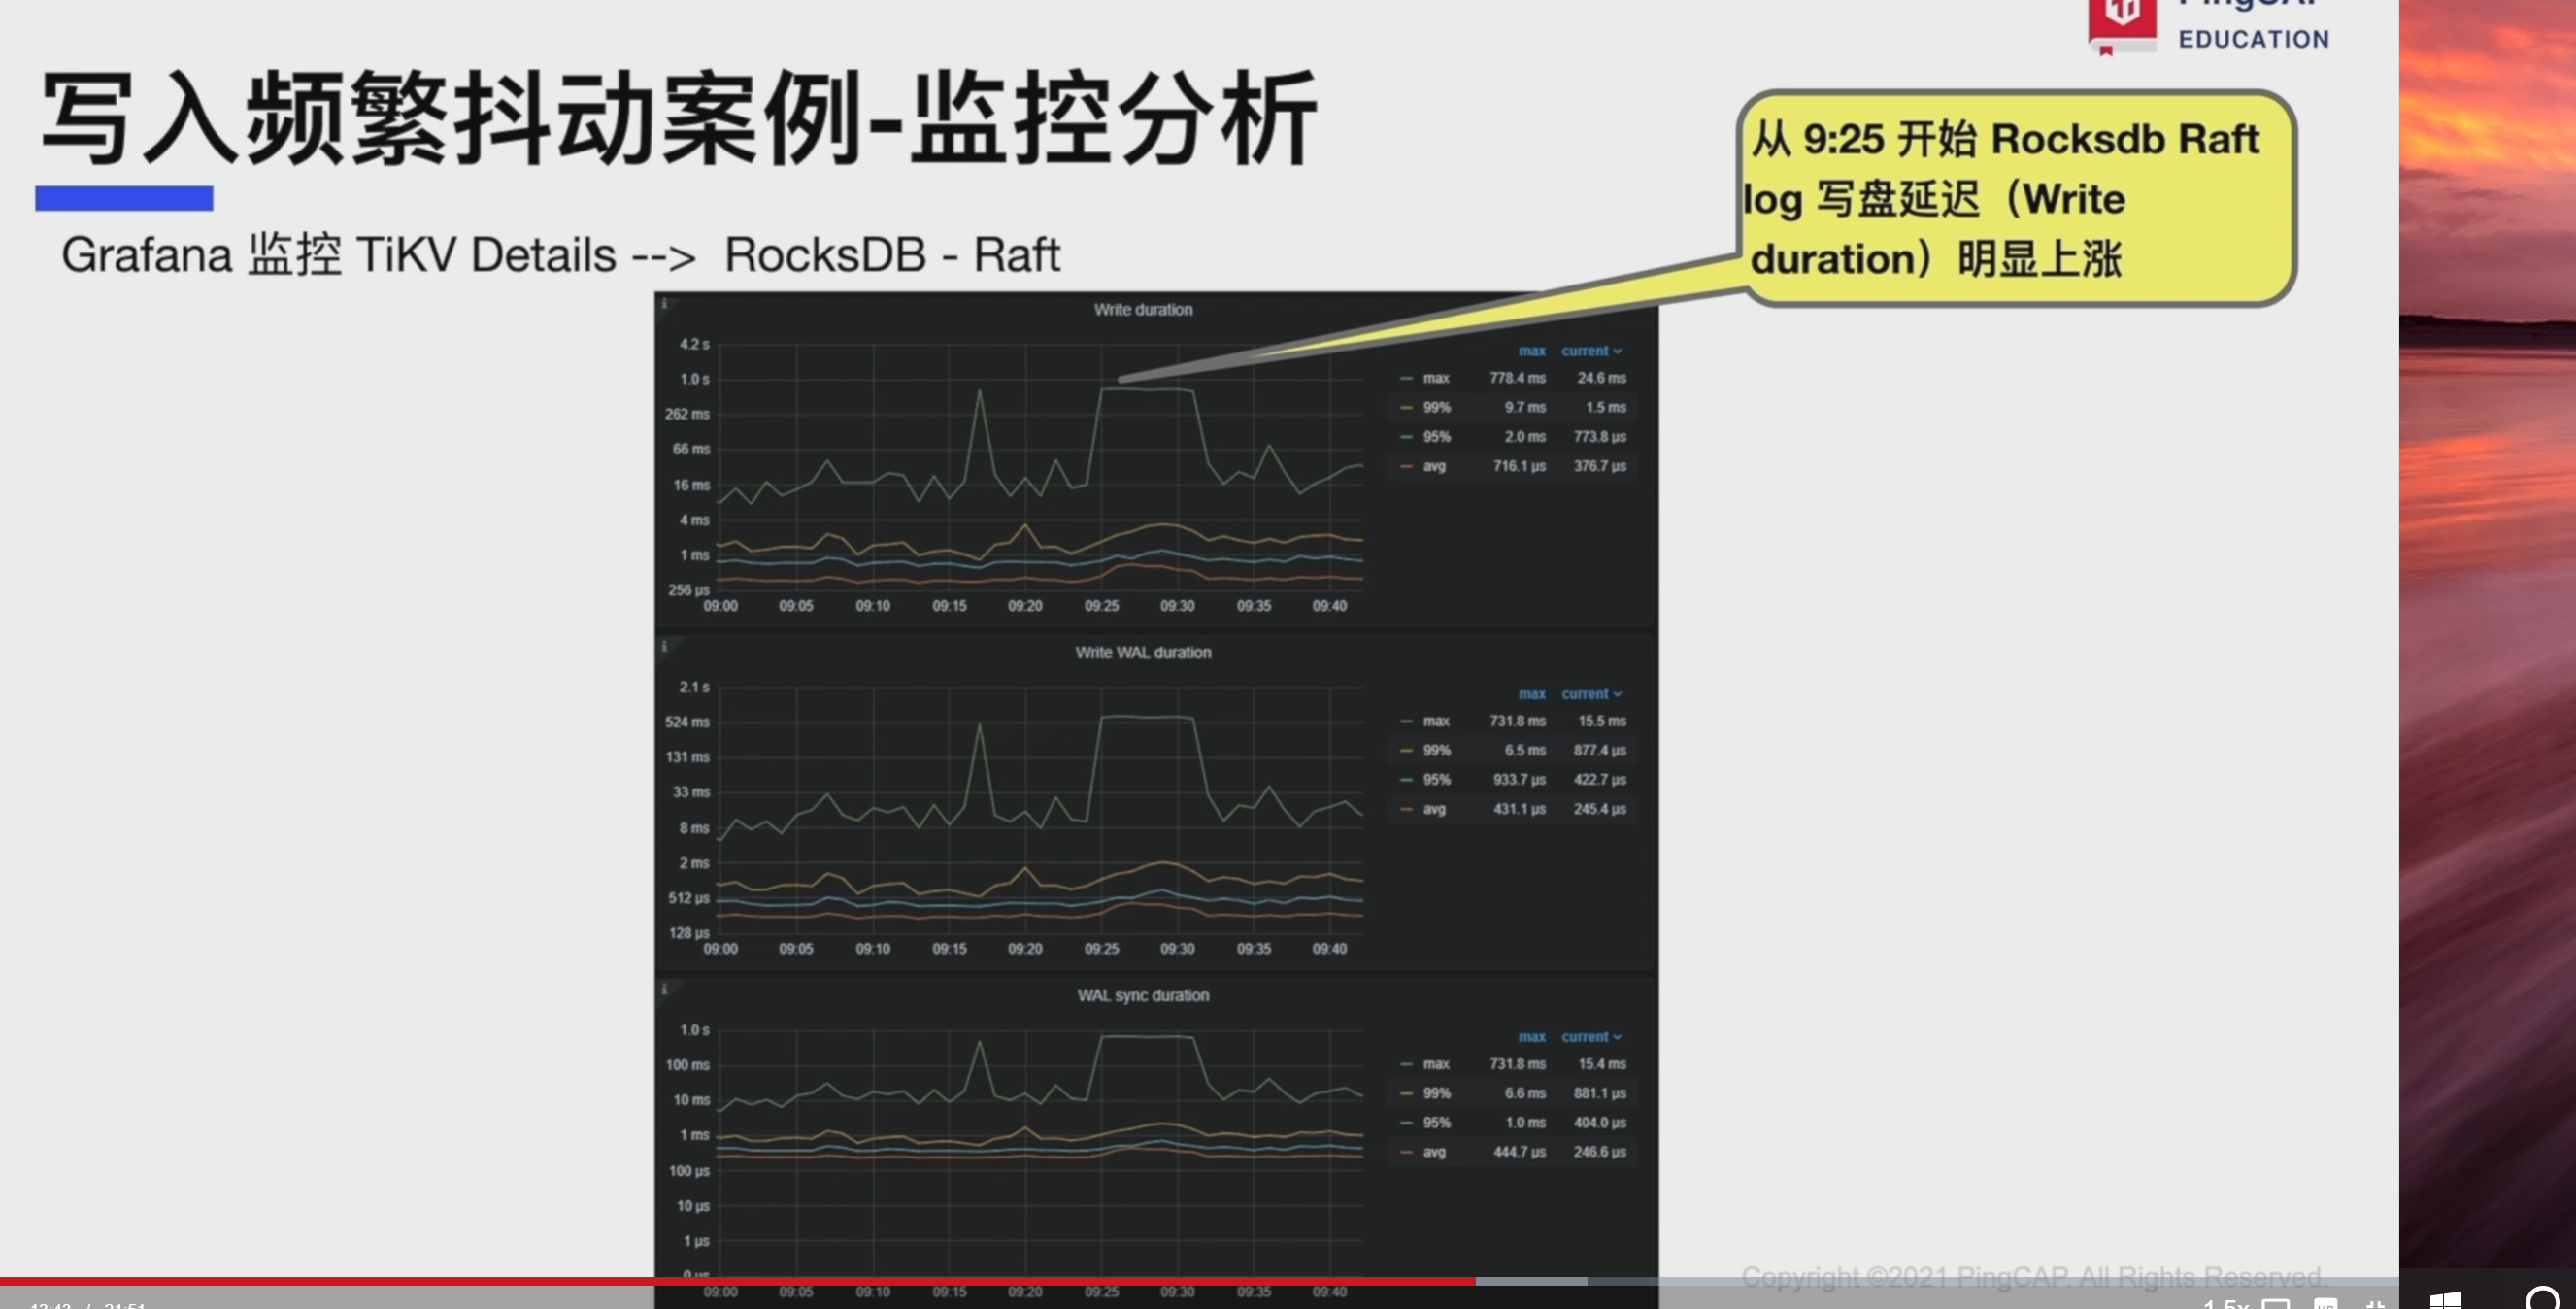 EDUCATION
写入频繁抖动案例-监控分析
从 9:25 开始 Rocksdb Raft
log 写盘延迟（Write
duration）明显上涨
Grafana 监控 TiKV Details --> RocksDB - Raft
Write duration
max current
4.2 s
1.0 s
262 ms
66 ms
16 ms
4 ms
1 ms
256 µs
09:00 09:05 09:10 09:15 09:20 09:25 09:30 09:35 09:40
max 778.4 ms 24.6 ms
99% 9.7 ms 1.5 ms
95% 2.0 ms 773.8 µs
avg 716.1 µs 376.7 µs
Write WAL duration
max current
2.1 s
524 ms
131 ms
33 ms
8 ms
2 ms
512 µs
128 µs
09:00 09:05 09:10 09:15 09:20 09:25 09:30 09:35 09:40
max 731.8 ms 15.5 ms
99% 6.5 ms 877.4 µs
95% 933.7 µs 422.7 µs
avg 431.1 µs 245.4 µs
WAL sync duration
max current
1.0 s
100 ms
10 ms
1 ms
100 µs
10 µs
1 µs
09:00 09:05 09:10 09:15 09:20 09:25 09:30 09:35 09:40
max 731.8 ms 15.4 ms
99% 6.6 ms 881.1 µs
95% 1.0 ms 404.0 µs
avg 444.7 µs 246.6 µs
Copyright ©2021 PingCAP. All Rights Reserved.